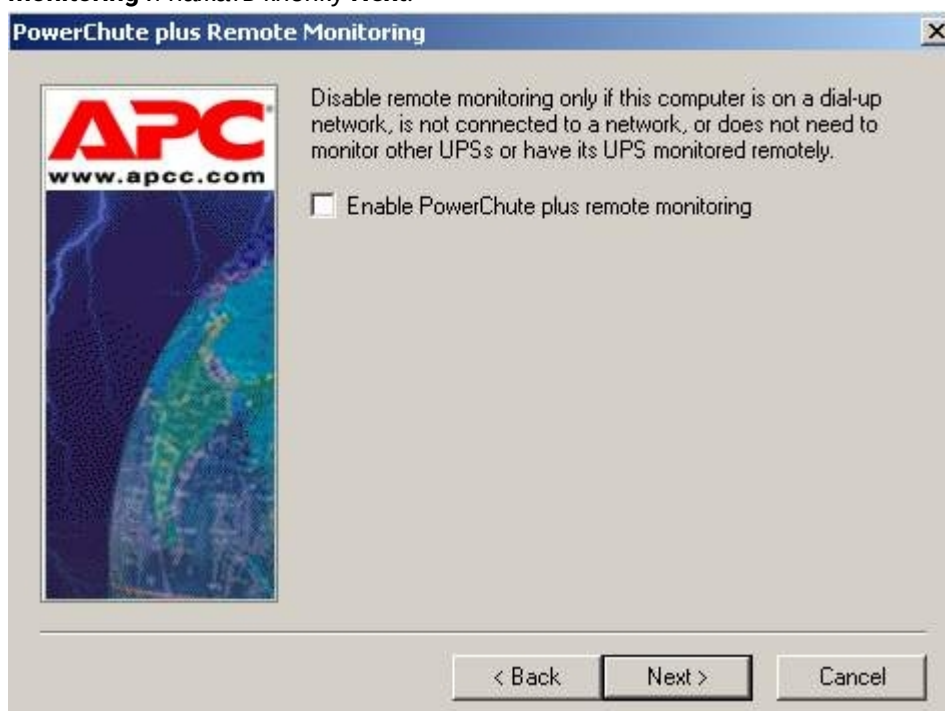 PowerChute plus Remote Monitoring
APC
www.apcc.com
Disable remote monitoring only if this computer is on a dial-up
network, is not connected to a network, or does not need to
monitor other UPSs or have its UPS monitored remotely.
Enable PowerChute plus remote monitoring
< Back
Next >
Cancel